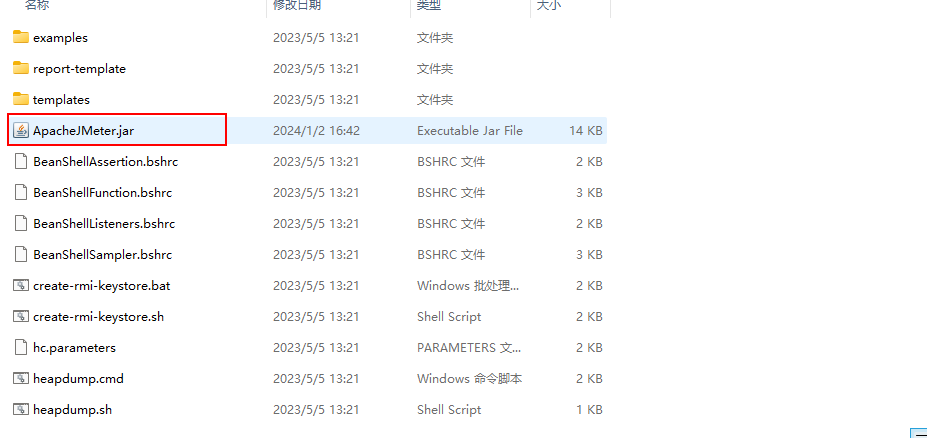 名称 修改日期 类型 大小
examples 2023/5/5 13:21 文件夹
report-template 2023/5/5 13:21 文件夹
templates 2023/5/5 13:21 文件夹
ApacheJMeter.jar 2024/1/2 16:42 Executable Jar File 14 KB
BeanShellAssertion.bshrc 2023/5/5 13:21 BSHRC 文件 2 KB
BeanShellFunction.bshrc 2023/5/5 13:21 BSHRC 文件 3 KB
BeanShellListeners.bshrc 2023/5/5 13:21 BSHRC 文件 2 KB
BeanShellSampler.bshrc 2023/5/5 13:21 BSHRC 文件 3 KB
create-rmi-keystore.bat 2023/5/5 13:21 Windows 批处理... 2 KB
create-rmi-keystore.sh 2023/5/5 13:21 Shell Script 2 KB
hc.parameters 2023/5/5 13:21 PARAMETERS 文... 2 KB
heapdump.cmd 2023/5/5 13:21 Windows 命令脚本 2 KB
heapdump.sh 2023/5/5 13:21 Shell Script 1 KB